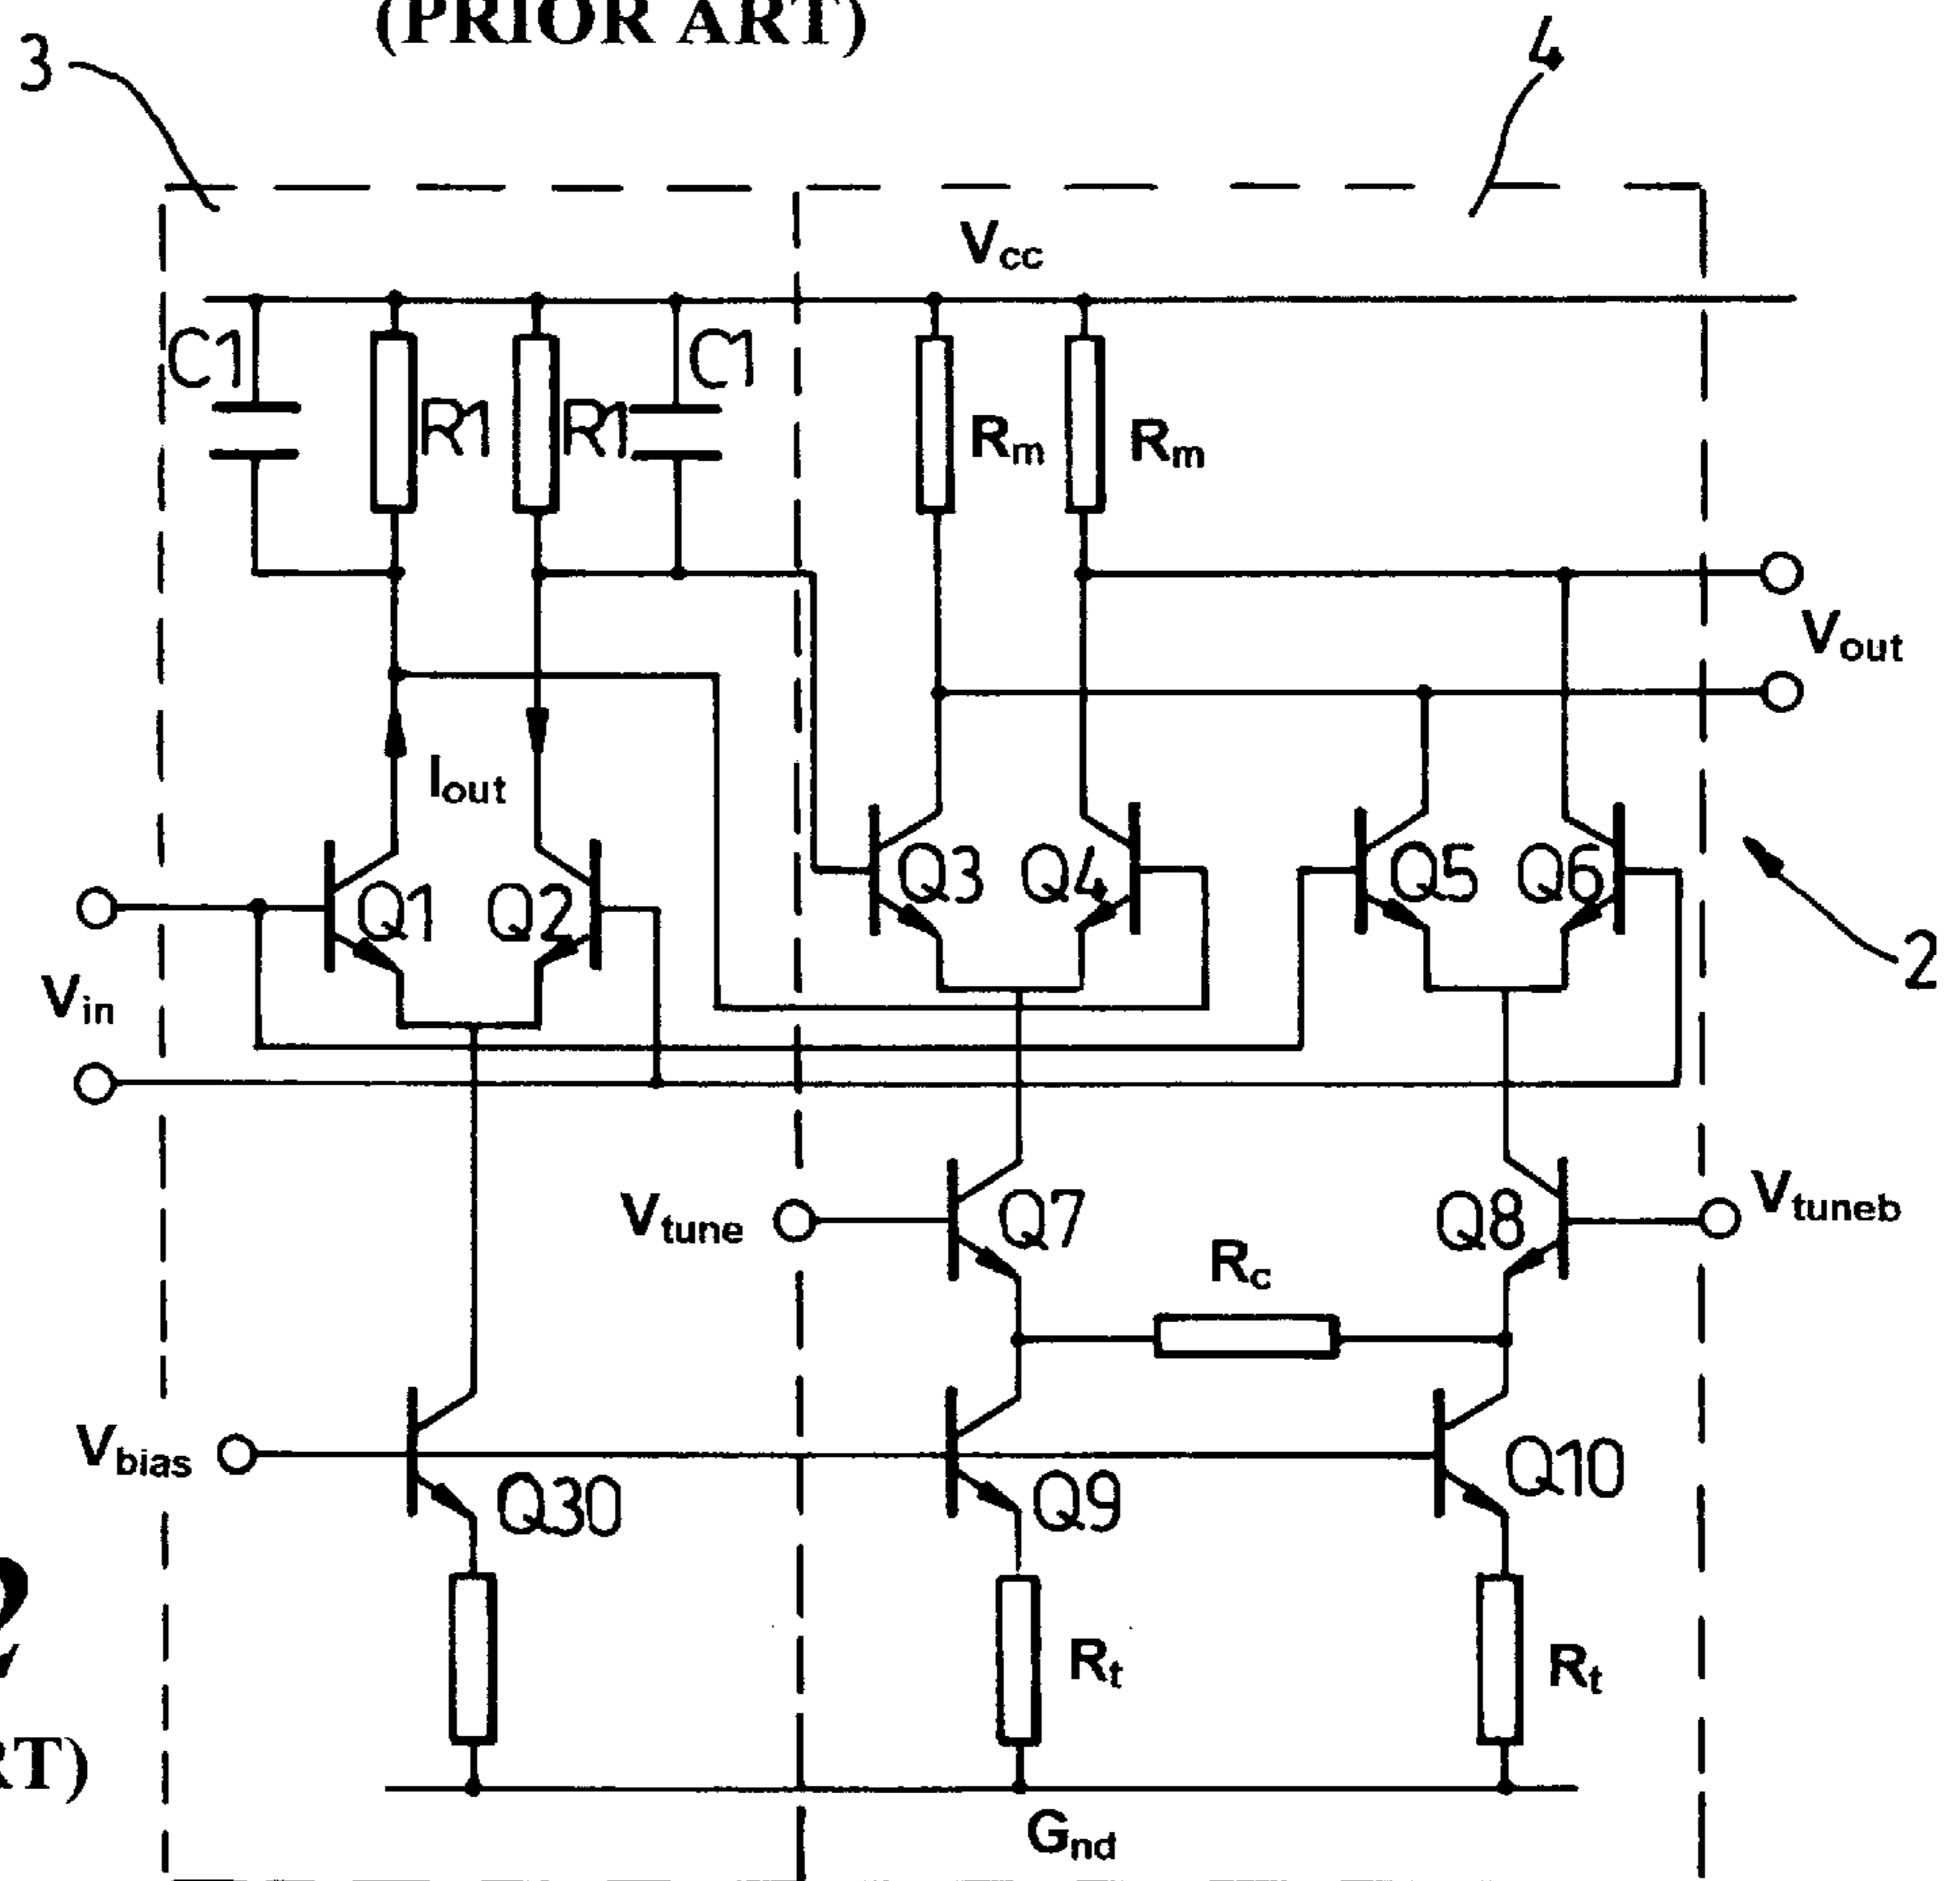 (PRIOR ART)
3
4
Vcc
C1
R1
R1
C1
Rm
Rm
Vout
Iout
Q1
Q2
Q3
Q4
Q5
Q6
2
Vin
Vtune
Q7
Q8
Vtuneb
Rc
Vbias
Q30
Q9
Q10
Rt
Rt
Gnd